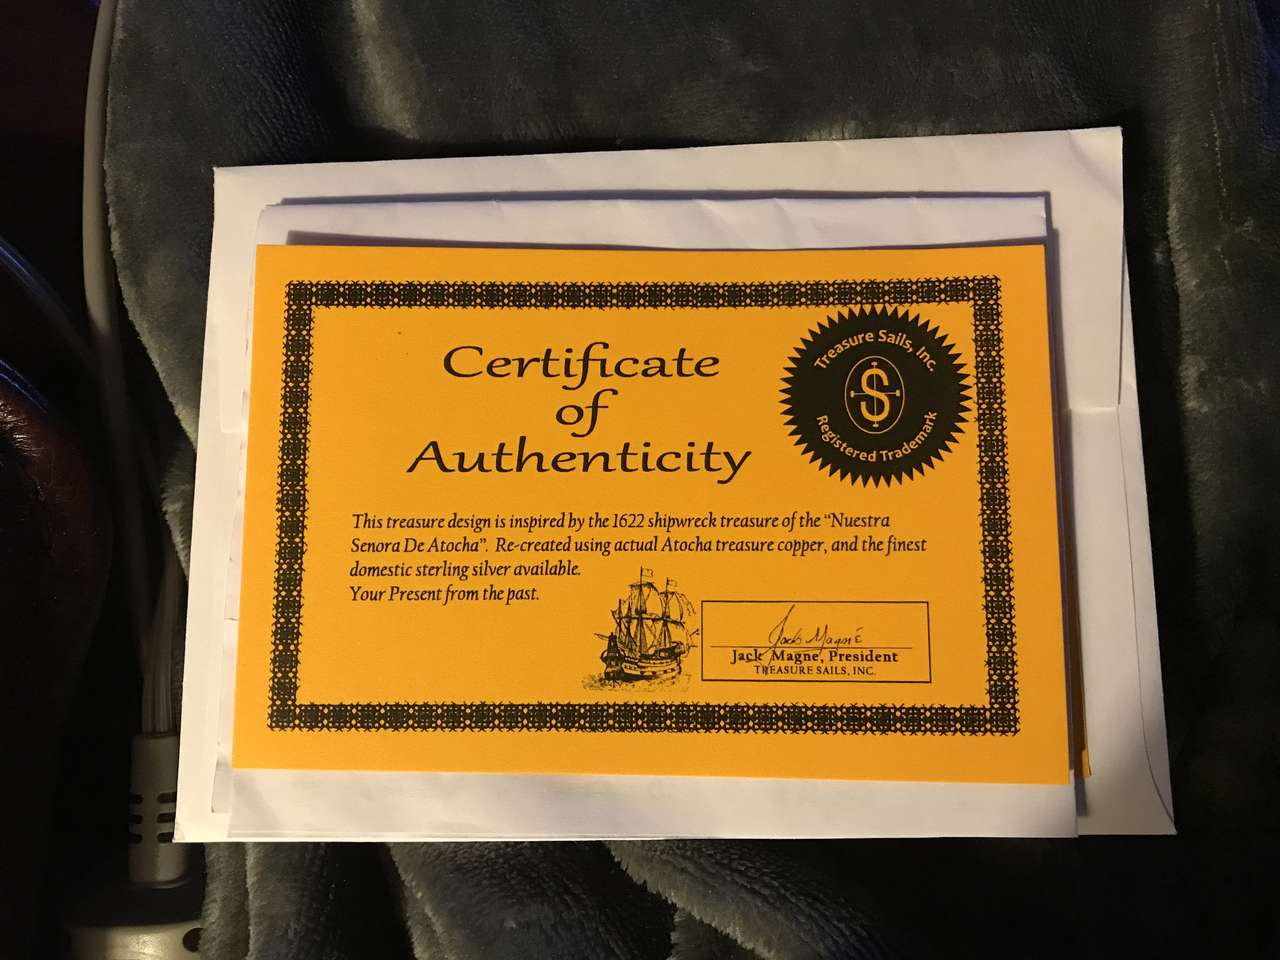 Certificate
of
Authenticity
Treasure Sails, Inc.
$
Registered Trademark
This treasure design is inspired by the 1622 shipwreck treasure of the “Nuestra
Senora De Atocha”. Re-created using actual Atocha treasure copper, and the finest
domestic sterling silver available.
Your Present from the past.
Jack Magné
Jack Magne, President
TREASURE SAILS, INC.